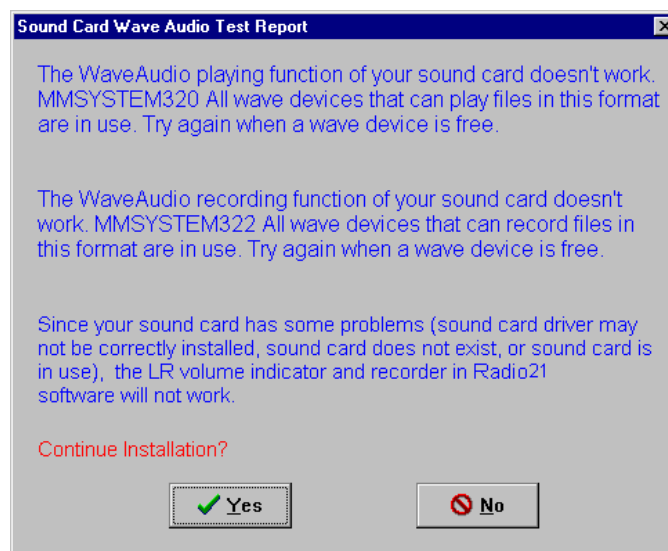 Sound Card Wave Audio Test Report
The WaveAudio playing function of your sound card doesn't work.
MMSYSTEM320 All wave devices that can play files in this format
are in use. Try again when a wave device is free.
The WaveAudio recording function of your sound card doesn't
work. MMSYSTEM322 All wave devices that can record files in
this format are in use. Try again when a wave device is free.
Since your sound card has some problems (sound card driver may
not be correctly installed, sound card does not exist, or sound card is
in use), the LR volume indicator and recorder in Radio21
software will not work.
Continue Installation?
Yes
No